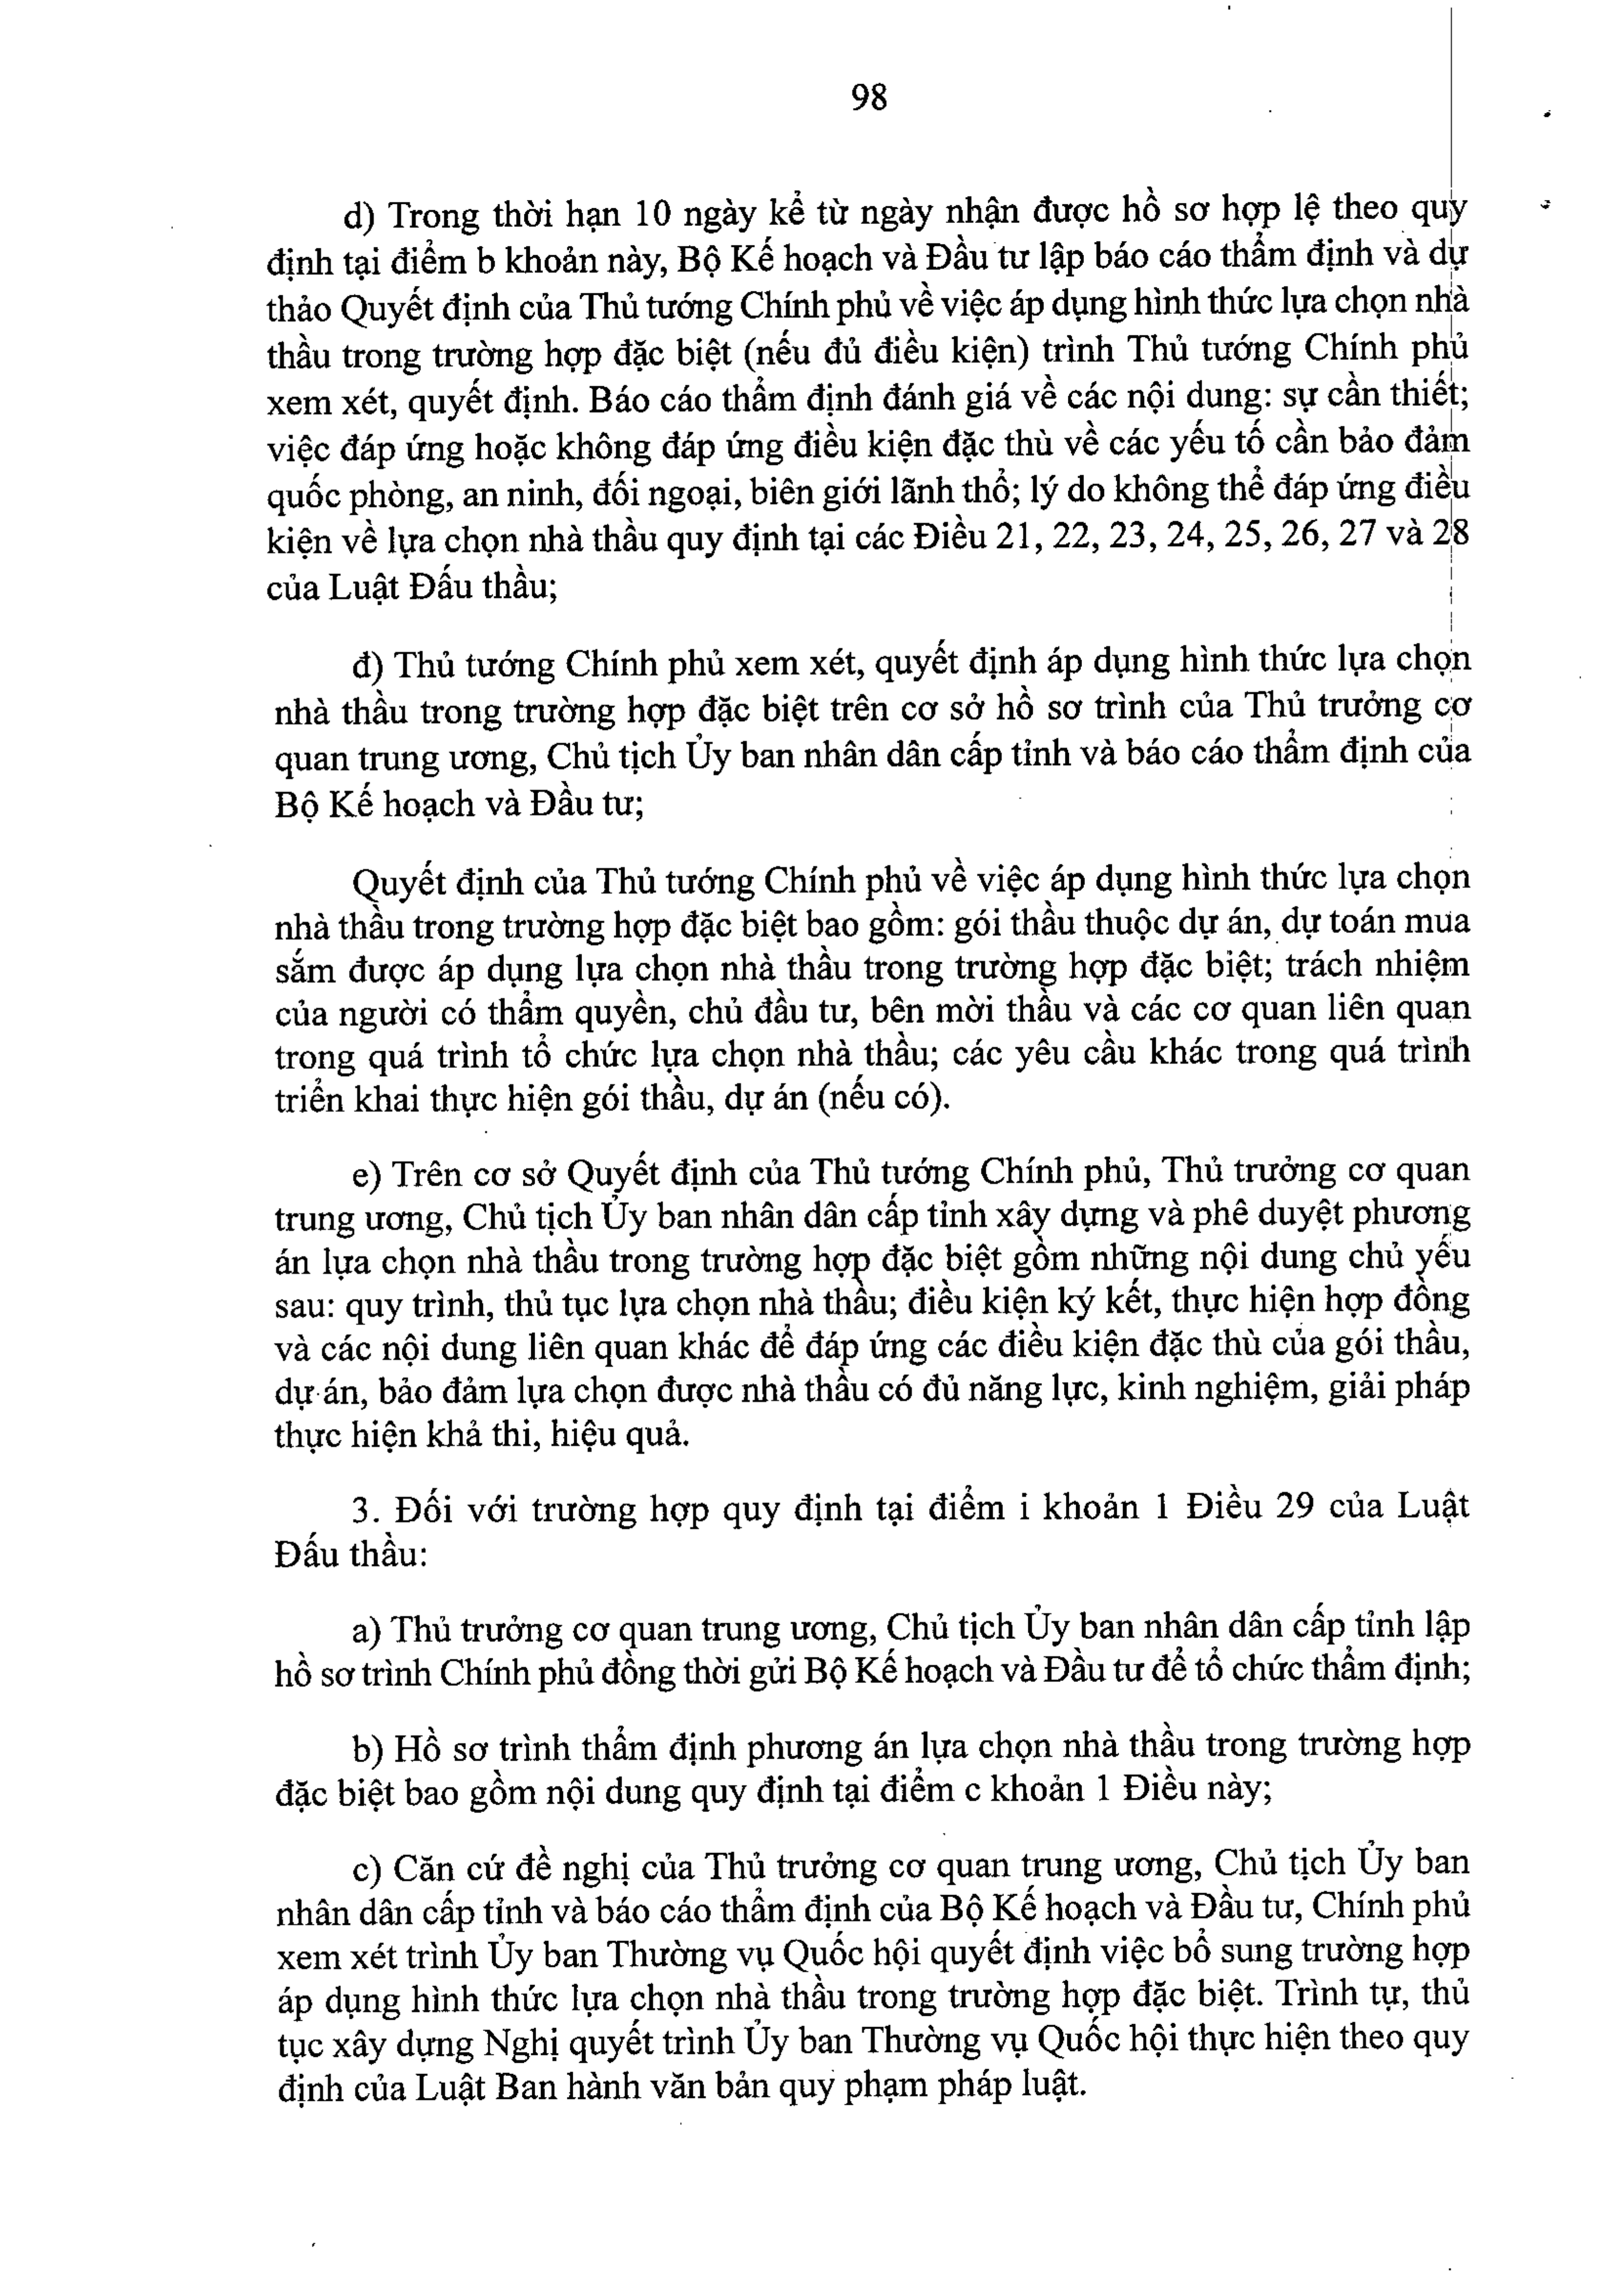 98
d) Trong thời hạn 10 ngày kể từ ngày nhận được hồ sơ hợp lệ theo quy
định tại điểm b khoản này, Bộ Kế hoạch và Đầu tư lập báo cáo thẩm định và dự
thảo Quyết định của Thủ tướng Chính phủ về việc áp dụng hình thức lựa chọn nhà
thầu trong trường hợp đặc biệt (nếu đủ điều kiện) trình Thủ tướng Chính phủ
xem xét, quyết định. Báo cáo thẩm định đánh giá về các nội dung: sự cần thiết;
việc đáp ứng hoặc không đáp ứng điều kiện đặc thù về các yếu tố cần bảo đảm
quốc phòng, an ninh, đối ngoại, biên giới lãnh thổ; lý do không thể đáp ứng điều
kiện về lựa chọn nhà thầu quy định tại các Điều 21, 22, 23, 24, 25, 26, 27 và 28
của Luật Đấu thầu;
đ) Thủ tướng Chính phủ xem xét, quyết định áp dụng hình thức lựa chọn
nhà thầu trong trường hợp đặc biệt trên cơ sở hồ sơ trình của Thủ trưởng cơ
quan trung ương, Chủ tịch Ủy ban nhân dân cấp tỉnh và báo cáo thẩm định của
Bộ Kế hoạch và Đầu tư;
Quyết định của Thủ tướng Chính phủ về việc áp dụng hình thức lựa chọn
nhà thầu trong trường hợp đặc biệt bao gồm: gói thầu thuộc dự án, dự toán mua
sắm được áp dụng lựa chọn nhà thầu trong trường hợp đặc biệt; trách nhiệm
của người có thẩm quyền, chủ đầu tư, bên mời thầu và các cơ quan liên quan
trong quá trình tổ chức lựa chọn nhà thầu; các yêu cầu khác trong quá trình
triển khai thực hiện gói thầu, dự án (nếu có).
e) Trên cơ sở Quyết định của Thủ tướng Chính phủ, Thủ trưởng cơ quan
trung ương, Chủ tịch Ủy ban nhân dân cấp tỉnh xây dựng và phê duyệt phương
án lựa chọn nhà thầu trong trường hợp đặc biệt gồm những nội dung chủ yếu
sau: quy trình, thủ tục lựa chọn nhà thầu; điều kiện ký kết, thực hiện hợp đồng
và các nội dung liên quan khác để đáp ứng các điều kiện đặc thù của gói thầu,
dự án, bảo đảm lựa chọn được nhà thầu có đủ năng lực, kinh nghiệm, giải pháp
thực hiện khả thi, hiệu quả.
3. Đối với trường hợp quy định tại điểm i khoản 1 Điều 29 của Luật
Đấu thầu:
a) Thủ trưởng cơ quan trung ương, Chủ tịch Ủy ban nhân dân cấp tỉnh lập
hồ sơ trình Chính phủ đồng thời gửi Bộ Kế hoạch và Đầu tư để tổ chức thẩm định;
b) Hồ sơ trình thẩm định phương án lựa chọn nhà thầu trong trường hợp
đặc biệt bao gồm nội dung quy định tại điểm c khoản 1 Điều này;
c) Căn cứ đề nghị của Thủ trưởng cơ quan trung ương, Chủ tịch Ủy ban
nhân dân cấp tỉnh và báo cáo thẩm định của Bộ Kế hoạch và Đầu tư, Chính phủ
xem xét trình Ủy ban Thường vụ Quốc hội quyết định việc bổ sung trường hợp
áp dụng hình thức lựa chọn nhà thầu trong trường hợp đặc biệt. Trình tự, thủ
tục xây dựng Nghị quyết trình Ủy ban Thường vụ Quốc hội thực hiện theo quy
định của Luật Ban hành văn bản quy phạm pháp luật.